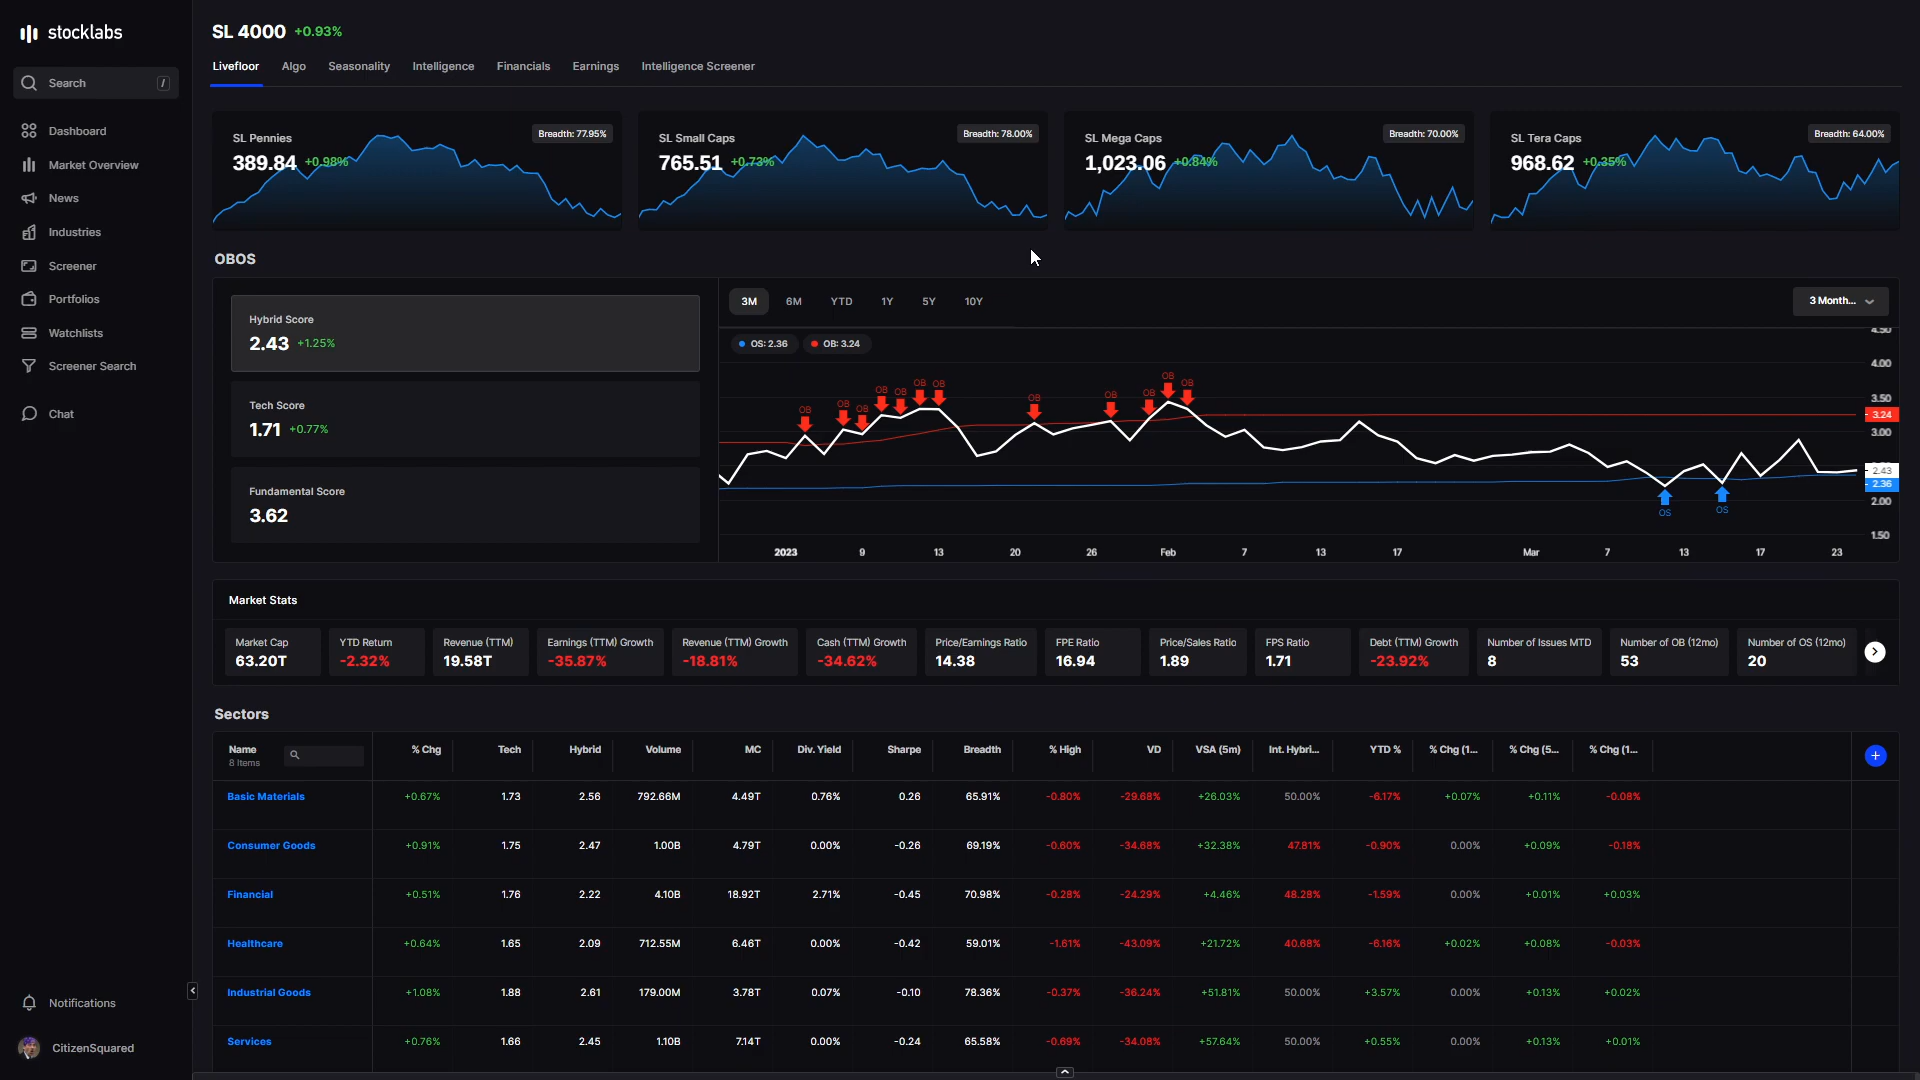 stocklabs
Search /
Dashboard
Market Overview
News
Industries
Screener
Portfolios
Watchlists
Screener Search
Chat
Notifications
CitizenSquared
SL 4000 +0.93%
Livefloor Algo Seasonality Intelligence Financials Earnings Intelligence Screener
SL Pennies Breadth: 77.95%
389.84 +0.98%
SL Small Caps Breadth: 78.00%
765.51 +0.73%
SL Mega Caps Breadth: 70.00%
1,023.06 +0.84%
SL Tera Caps Breadth: 64.00%
968.62 +0.35%
OBOS
Hybrid Score
2.43 +1.25%
Tech Score
1.71 +0.77%
Fundamental Score
3.62
3M 6M YTD 1Y 5Y 10Y 3 Month...
OS: 2.36 OB: 3.24
OB OB OB OB OB OB OB OB OB OB OB OB
OS OS
4.50
4.00
3.50
3.24
3.00
2.43
2.36
2.00
1.50
2023 9 13 20 26 Feb 7 13 17 Mar 7 13 17 23
Market Stats
Market Cap
63.20T
YTD Return
-2.32%
Revenue (TTM)
19.58T
Earnings (TTM) Growth
-35.87%
Revenue (TTM) Growth
-18.81%
Cash (TTM) Growth
-34.62%
Price/Earnings Ratio
14.38
FPE Ratio
16.94
Price/Sales Ratio
1.89
FPS Ratio
1.71
Debt (TTM) Growth
-23.92%
Number of Issues MTD
8
Number of OB (12mo)
53
Number of OS (12mo)
20
Sectors
Name % Chg Tech Hybrid Volume MC Div. Yield Sharpe Breadth % High VD VSA (5m) Int. Hybri... YTD % % Chg (1... % Chg (5... % Chg (1...
8 Items
Basic Materials +0.67% 1.73 2.56 792.66M 4.49T 0.76% 0.26 65.91% -0.80% -29.68% +26.03% 50.00% -6.17% +0.07% +0.11% -0.08%
Consumer Goods +0.91% 1.75 2.47 1.00B 4.79T 0.00% -0.26 69.19% -0.60% -34.68% +32.38% 47.81% -0.90% 0.00% +0.09% -0.18%
Financial +0.51% 1.76 2.22 4.10B 18.92T 2.71% -0.45 70.98% -0.28% -24.29% +4.46% 48.28% -1.59% 0.00% +0.01% +0.03%
Healthcare +0.64% 1.65 2.09 712.55M 6.46T 0.00% -0.42 59.01% -1.61% -43.09% +21.72% 40.68% -6.16% +0.02% +0.08% -0.03%
Industrial Goods +1.08% 1.88 2.61 179.00M 3.78T 0.07% -0.10 78.36% -0.37% -36.24% +51.81% 50.00% +3.57% 0.00% +0.13% +0.02%
Services +0.76% 1.66 2.45 1.10B 7.14T 0.00% -0.24 65.58% -0.69% -34.08% +57.64% 50.00% +0.55% 0.00% +0.13% +0.01%